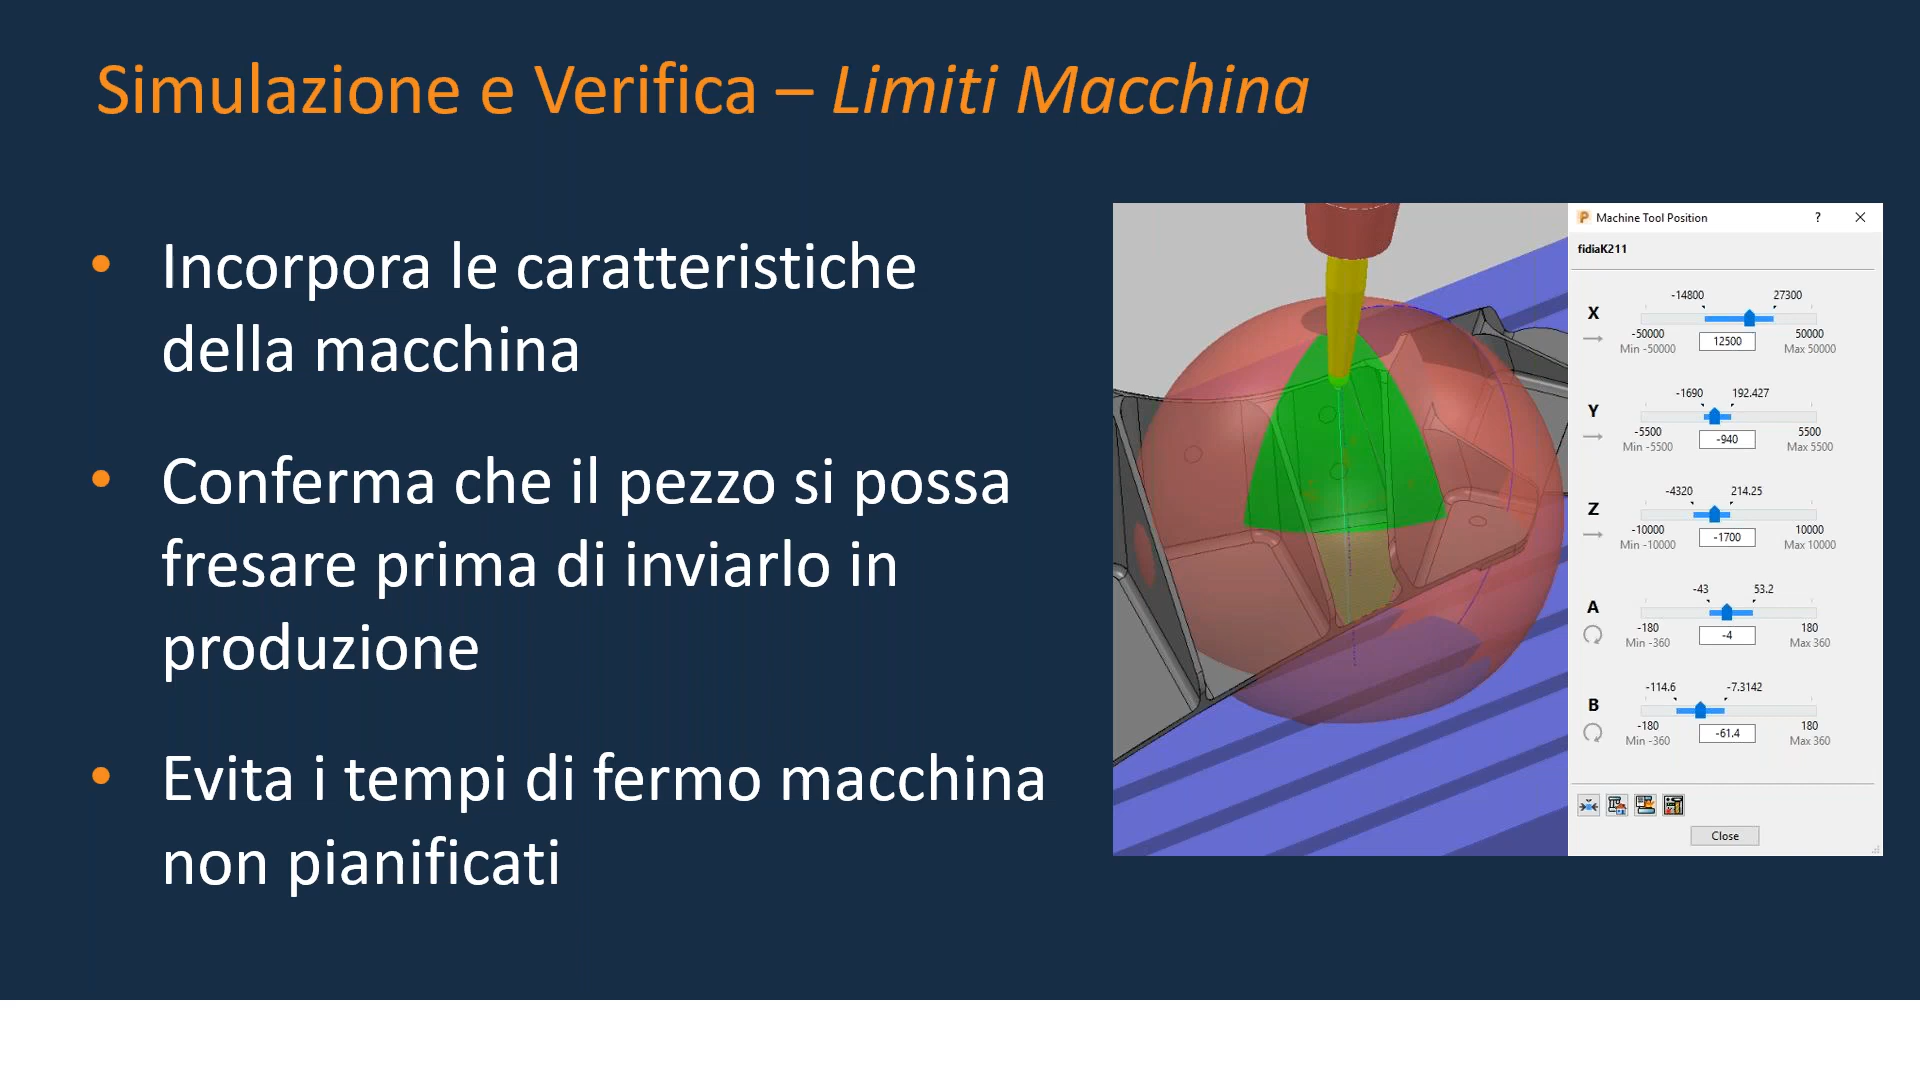 Simulazione e Verifica – Limiti Macchina
• Incorpora le caratteristiche
della macchina
• Conferma che il pezzo si possa
fresare prima di inviarlo in
produzione
• Evita i tempi di fermo macchina
non pianificati
Machine Tool Position ? ×
fidiaK211
-14800 27300
X
-50000 50000
Min -50000 12500 Max 50000
-1690 192.427
Y
-5500 5500
Min -5500 -940 Max 5500
-4320 214.25
Z
-10000 10000
Min -10000 -1700 Max 10000
-43 53.2
A
-180 180
Min -360 -4 Max 360
-114.6 -7.3142
B
-180 180
Min -360 -61.4 Max 360
Close